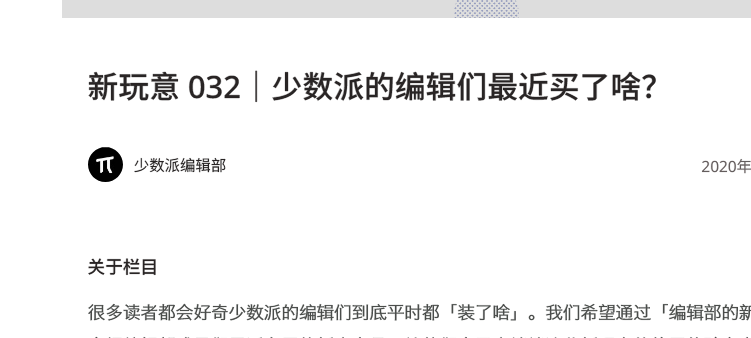 新玩意 032｜少数派的编辑们最近买了啥？
少数派编辑部
2020年
关于栏目
很多读者都会好奇少数派的编辑们到底平时都「装了啥」。我们希望通过「编辑部的新